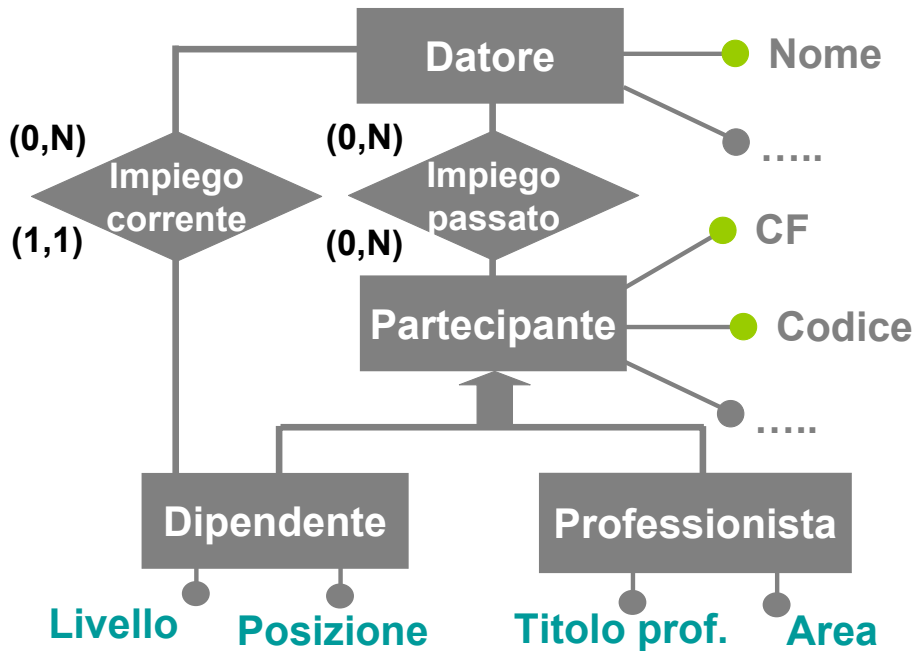 Datore
Nome
…..
(0,N)
(0,N)
Impiego
corrente
Impiego
passato
(1,1)
(0,N)
CF
Partecipante
Codice
…..
Dipendente
Professionista
Livello
Posizione
Titolo prof.
Area